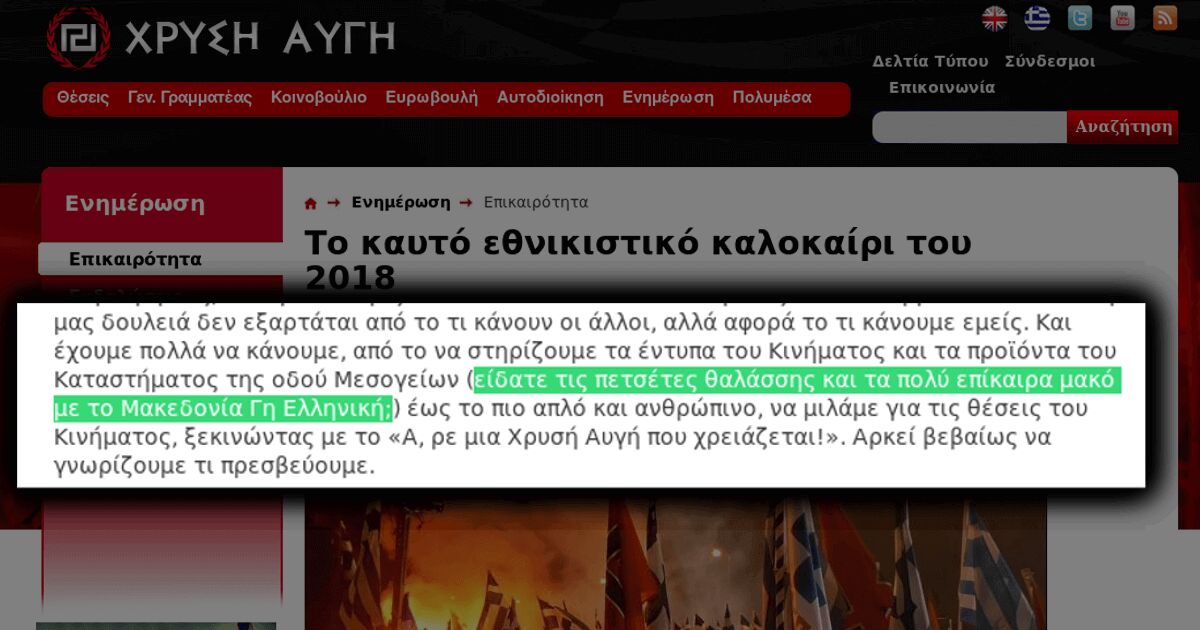 ΧΡΥΣΗ ΑΥΓΗ
You
Tube
Δελτία Τύπου Σύνδεσμοι
Επικοινωνία
Θέσεις Γεν. Γραμματέας Κοινοβούλιο Ευρωβουλή Αυτοδιοίκηση Ενημέρωση Πολυμέσα
Αναζήτηση
Ενημέρωση
Επικαιρότητα
Ενημέρωση Επικαιρότητα
Το καυτό εθνικιστικό καλοκαίρι του
2018
μας δουλειά δεν εξαρτάται από το τι κάνουν οι άλλοι, αλλά αφορά το τι κάνουμε εμείς. Και
έχουμε πολλά να κάνουμε, από το να στηρίζουμε τα έντυπα του Κινήματος και τα προϊόντα του
Καταστήματος της οδού Μεσογείων (είδατε τις πετσέτες θαλάσσης και τα πολύ επίκαιρα μακό
με το Μακεδονία Γη Ελληνική;) έως το πιο απλό και ανθρώπινο, να μιλάμε για τις θέσεις του
Κινήματος, ξεκινώντας με το «Α, ρε μια Χρυσή Αυγή που χρειάζεται!». Αρκεί βεβαίως να
γνωρίζουμε τι πρεσβεύουμε.